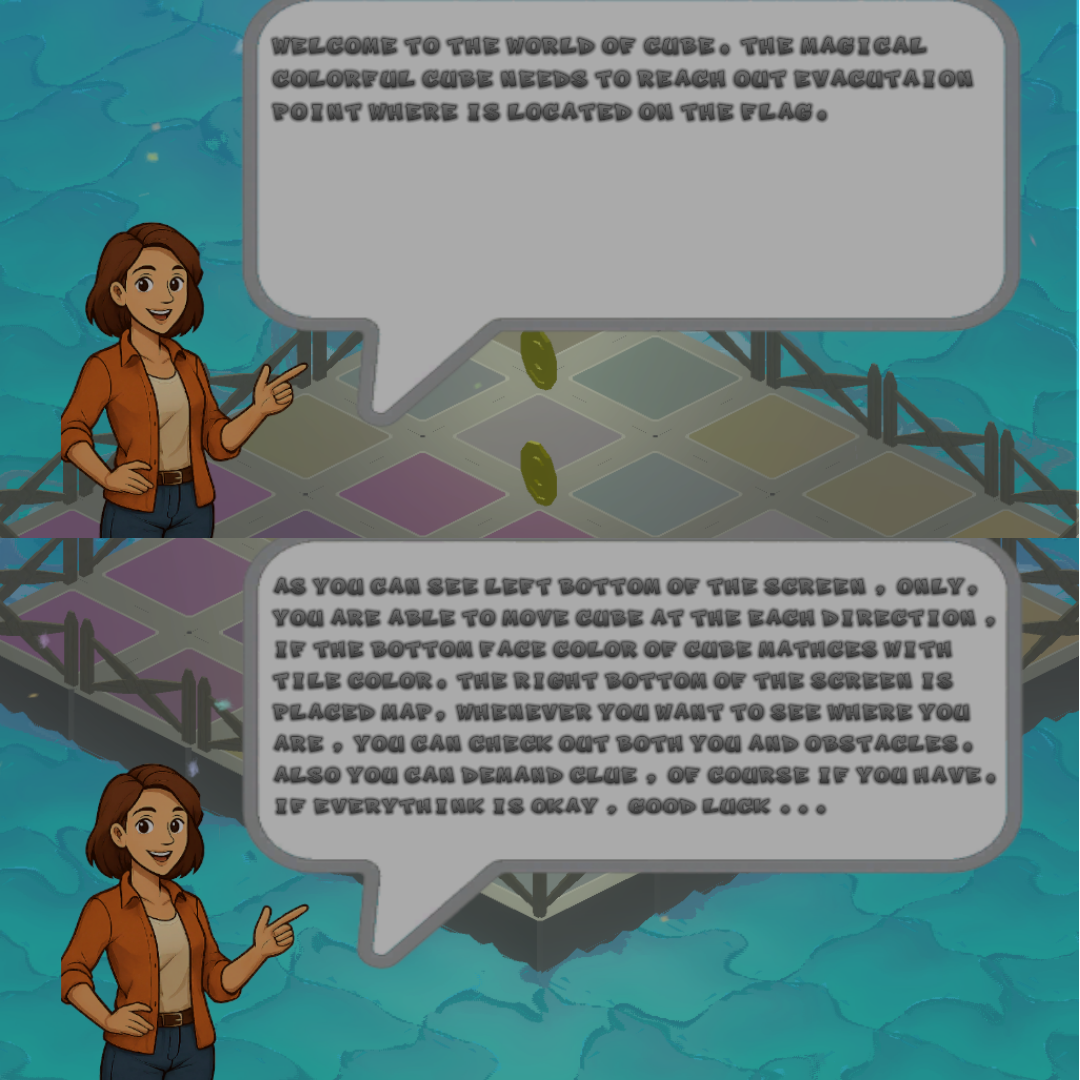 WELCOME TO THE WORLD OF CUBE. THE MAGICAL
COLORFUL CUBE NEEDS TO REACH OUT EVACUTAION
POINT WHERE IS LOCATED ON THE FLAG.
AS YOU CAN SEE LEFT BOTTOM OF THE SCREEN , ONLY,
YOU ARE ABLE TO MOVE CUBE AT THE EACH DIRECTION ,
IF THE BOTTOM FACE COLOR OF CUBE MATHCES WITH
TILE COLOR. THE RIGHT BOTTOM OF THE SCREEN IS
PLACED MAP, WHENEVER YOU WANT TO SEE WHERE YOU
ARE , YOU CAN CHECK OUT BOTH YOU AND OBSTACLES.
ALSO YOU CAN DEMAND CLUE , OF COURSE IF YOU HAVE.
IF EVERYTHINK IS OKAY , GOOD LUCK ...